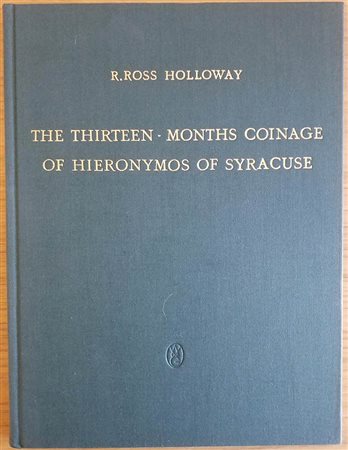 R. ROSS HOLLOWAY
THE THIRTEEN · MONTHS COINAGE
OF HIERONYMOS OF SYRACUSE